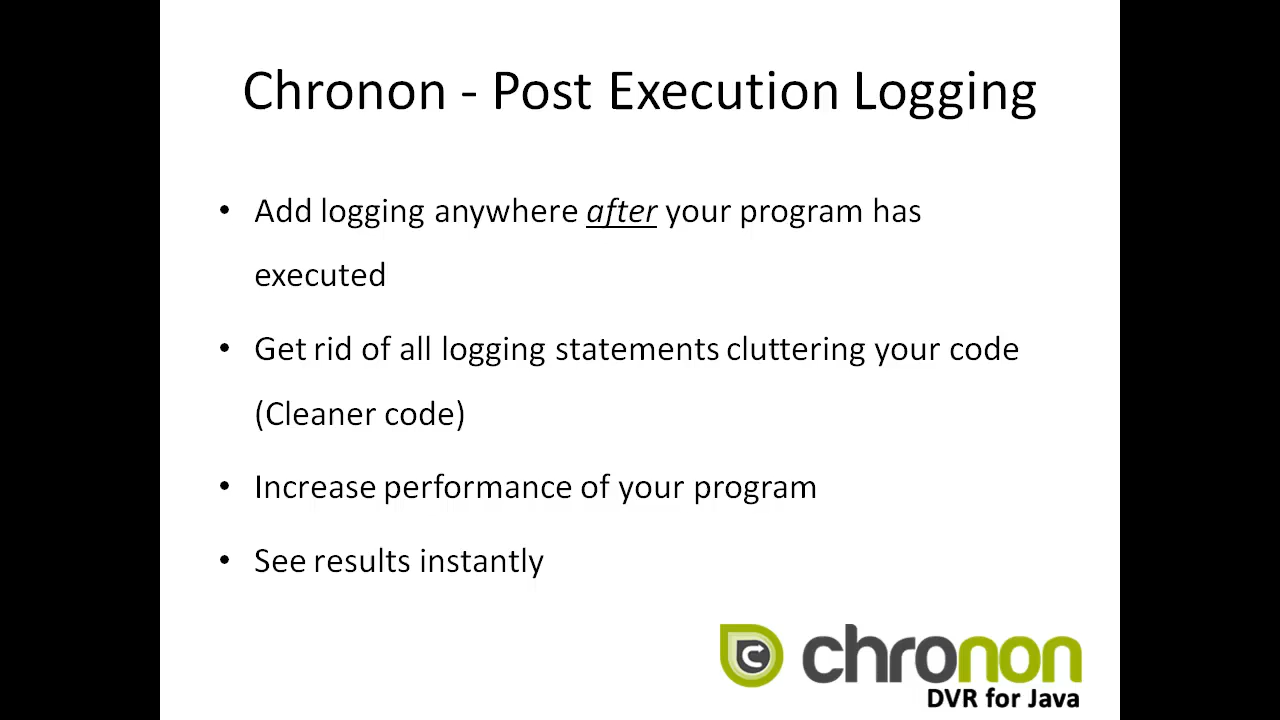 Chronon - Post Execution Logging
• Add logging anywhere after your program has
executed
• Get rid of all logging statements cluttering your code
(Cleaner code)
• Increase performance of your program
• See results instantly
chronon
DVR for Java